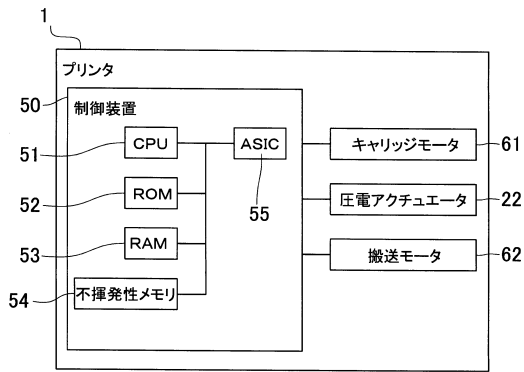 1
プリンタ
50
制御装置
51
CPU
ASIC
キャリッジモータ
61
52
ROM
55
圧電アクチュエータ
22
53
RAM
搬送モータ
62
54
不揮発性メモリ